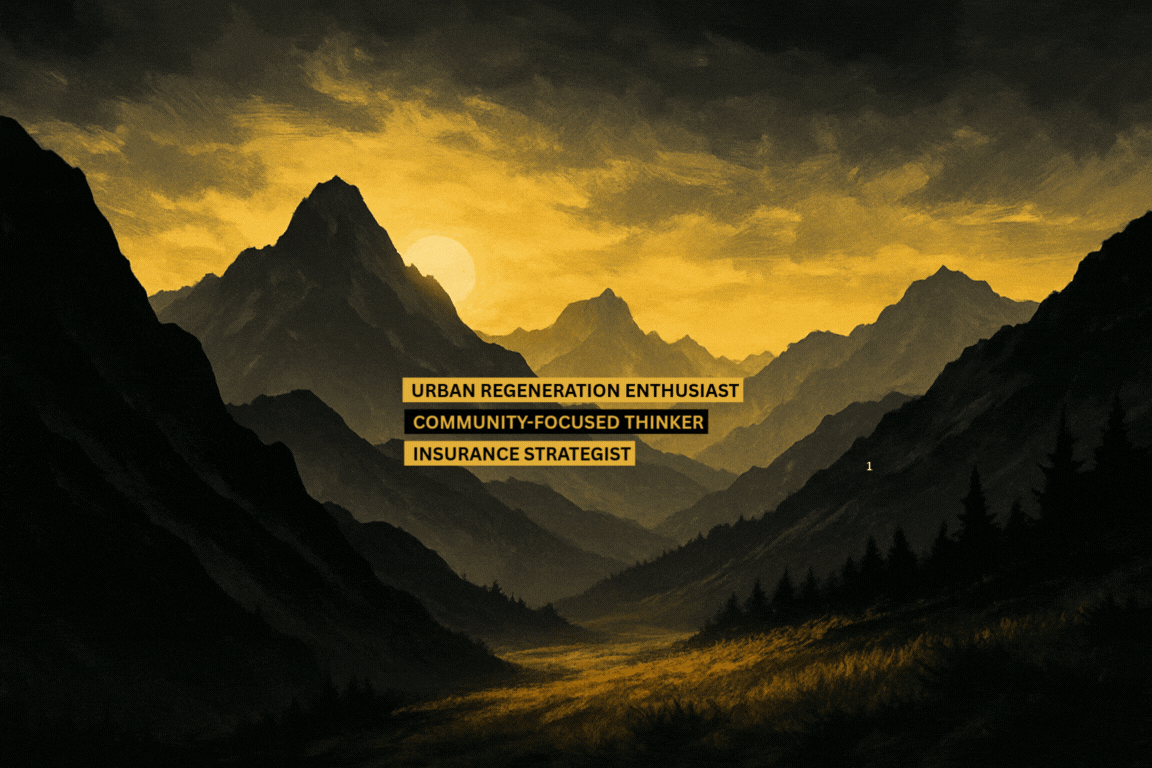 URBAN REGENERATION ENTHUSIAST
COMMUNITY-FOCUSED THINKER
INSURANCE STRATEGIST
1